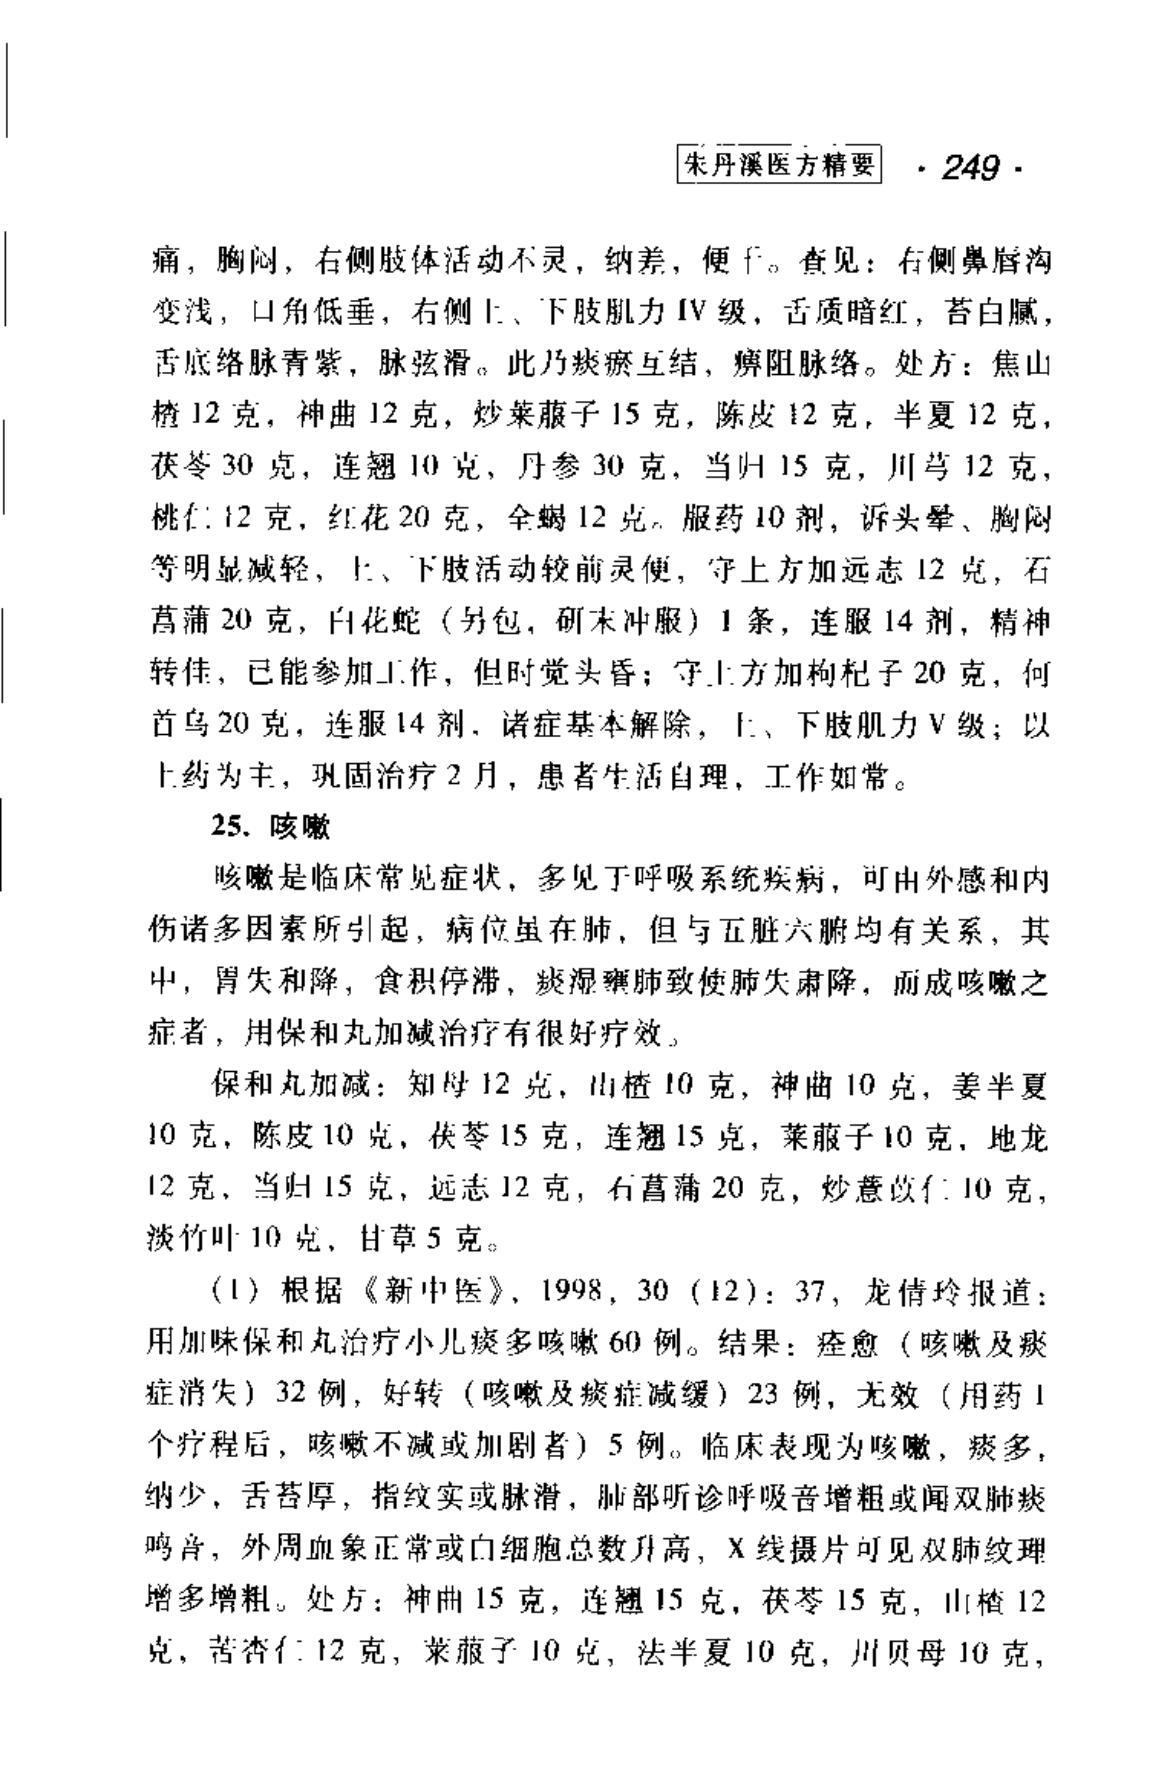 朱丹溪医方精要 · 249 ·
痛，胸闷，右侧肢体活动不灵，纳差，便干。查见：右侧鼻唇沟
变浅，口角低垂，右侧上、下肢肌力 IV 级，舌质暗红，苔白腻，
舌底络脉青紫，脉弦滑。此乃痰瘀互结，痹阻脉络。处方：焦山
楂 12 克，神曲 12 克，炒莱菔子 15 克，陈皮 12 克，半夏 12 克，
茯苓 30 克，连翘 10 克，丹参 30 克，当归 15 克，川芎 12 克，
桃仁 12 克，红花 20 克，全蝎 12 克。服药 10 剂，诉头晕、胸闷
等明显减轻，上、下肢活动较前灵便，守上方加远志 12 克，石
菖蒲 20 克，白花蛇（另包，研末冲服）1 条，连服 14 剂，精神
转佳，已能参加工作，但时觉头昏；守上方加枸杞子 20 克，何
首乌 20 克，连服 14 剂，诸症基本解除，上、下肢肌力 V 级；以
上药为主，巩固治疗 2 月，患者生活自理，工作如常。
25. 咳嗽
咳嗽是临床常见症状，多见于呼吸系统疾病，可由外感和内
伤诸多因素所引起，病位虽在肺，但与五脏六腑均有关系，其
中，胃失和降，食积停滞，痰湿壅肺致使肺失肃降，而成咳嗽之
症者，用保和丸加减治疗有很好疗效。
保和丸加减：知母 12 克，山楂 10 克，神曲 10 克，姜半夏
10 克，陈皮 10 克，茯苓 15 克，连翘 15 克，莱菔子 10 克，地龙
12 克，当归 15 克，远志 12 克，石菖蒲 20 克，炒薏苡仁 10 克，
淡竹叶 10 克，甘草 5 克。
（1）根据《新中医》，1998，30（12）：37，龙倩玲报道：
用加味保和丸治疗小儿痰多咳嗽 60 例。结果：痊愈（咳嗽及痰
症消失）32 例，好转（咳嗽及痰症减缓）23 例，无效（用药 1
个疗程后，咳嗽不减或加剧者）5 例。临床表现为咳嗽，痰多，
纳少，舌苔厚，指纹实或脉滑，肺部听诊呼吸音增粗或闻双肺痰
鸣音，外周血象正常或白细胞总数升高，X 线摄片可见双肺纹理
增多增粗。处方：神曲 15 克，连翘 15 克，茯苓 15 克，山楂 12
克，苦杏仁 12 克，莱菔子 10 克，法半夏 10 克，川贝母 10 克，